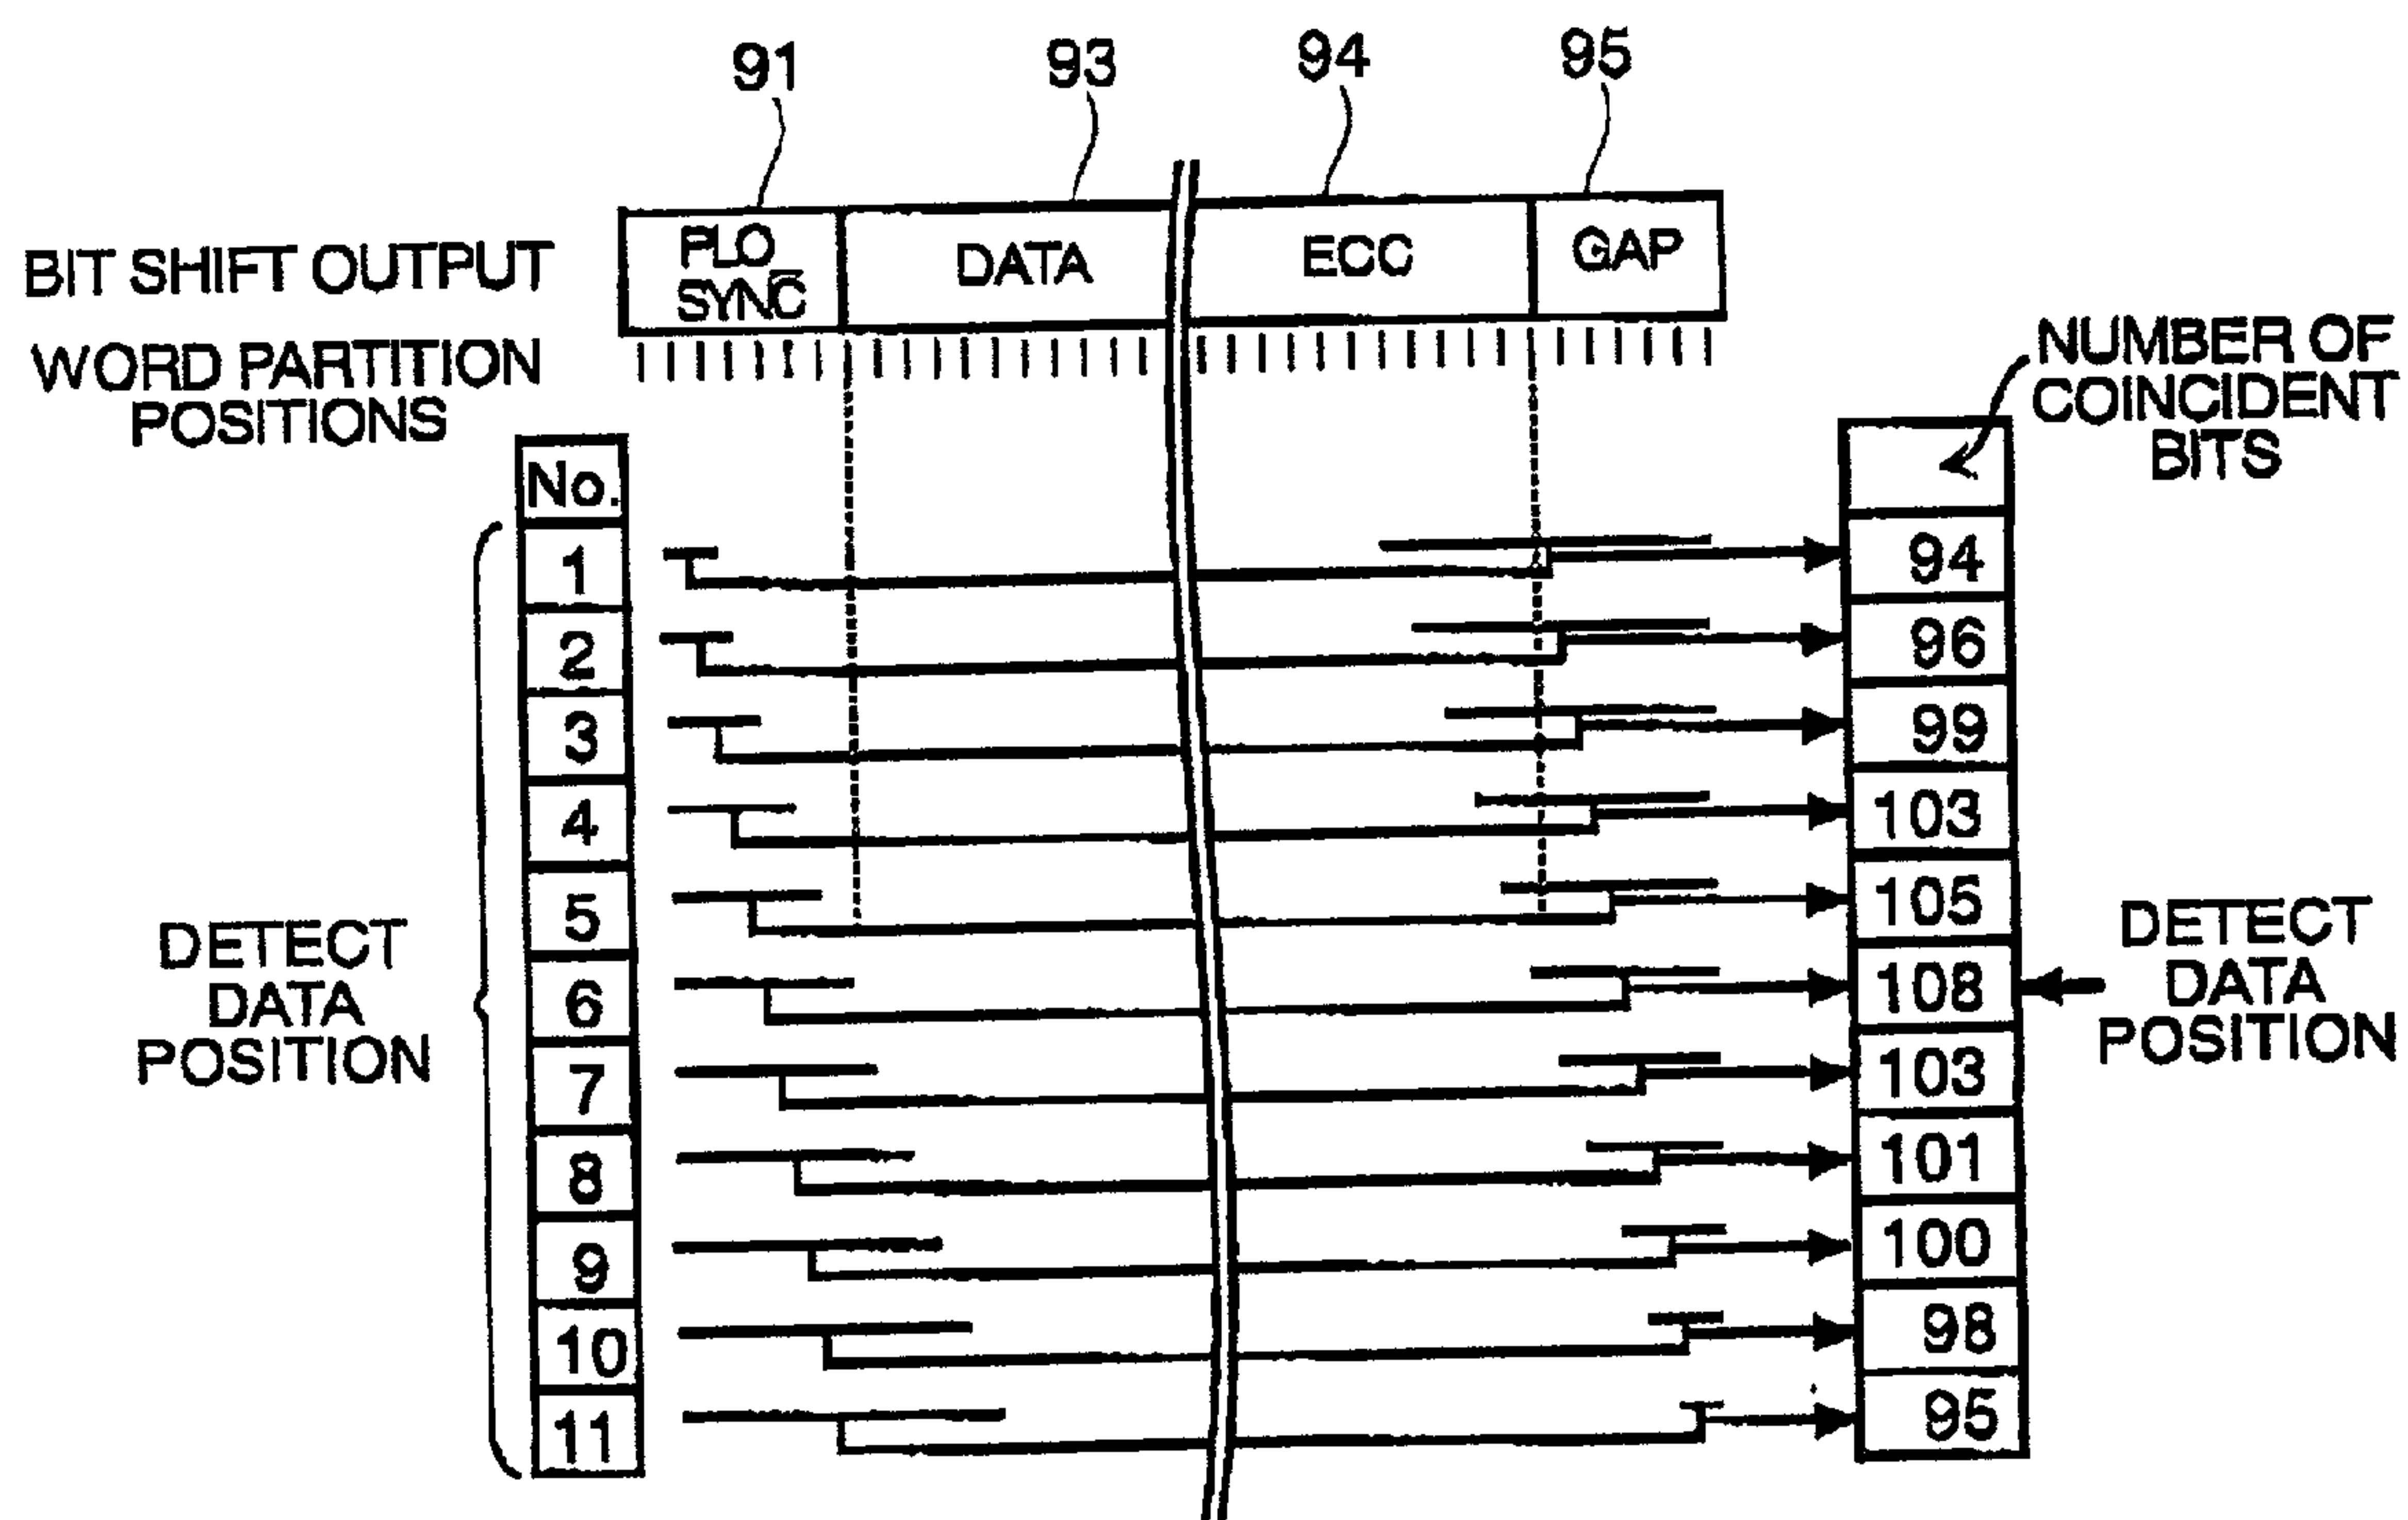 91
93
94
95
BIT SHIFT OUTPUT
PLO
SYNC
DATA
ECC
GAP
WORD PARTITION
POSITIONS
NUMBER OF
COINCIDENT
BITS
No.
1
94
2
96
3
99
4
103
5
105
6
108
7
103
8
101
9
100
10
98
11
95
DETECT
DATA
POSITION
DETECT
DATA
POSITION